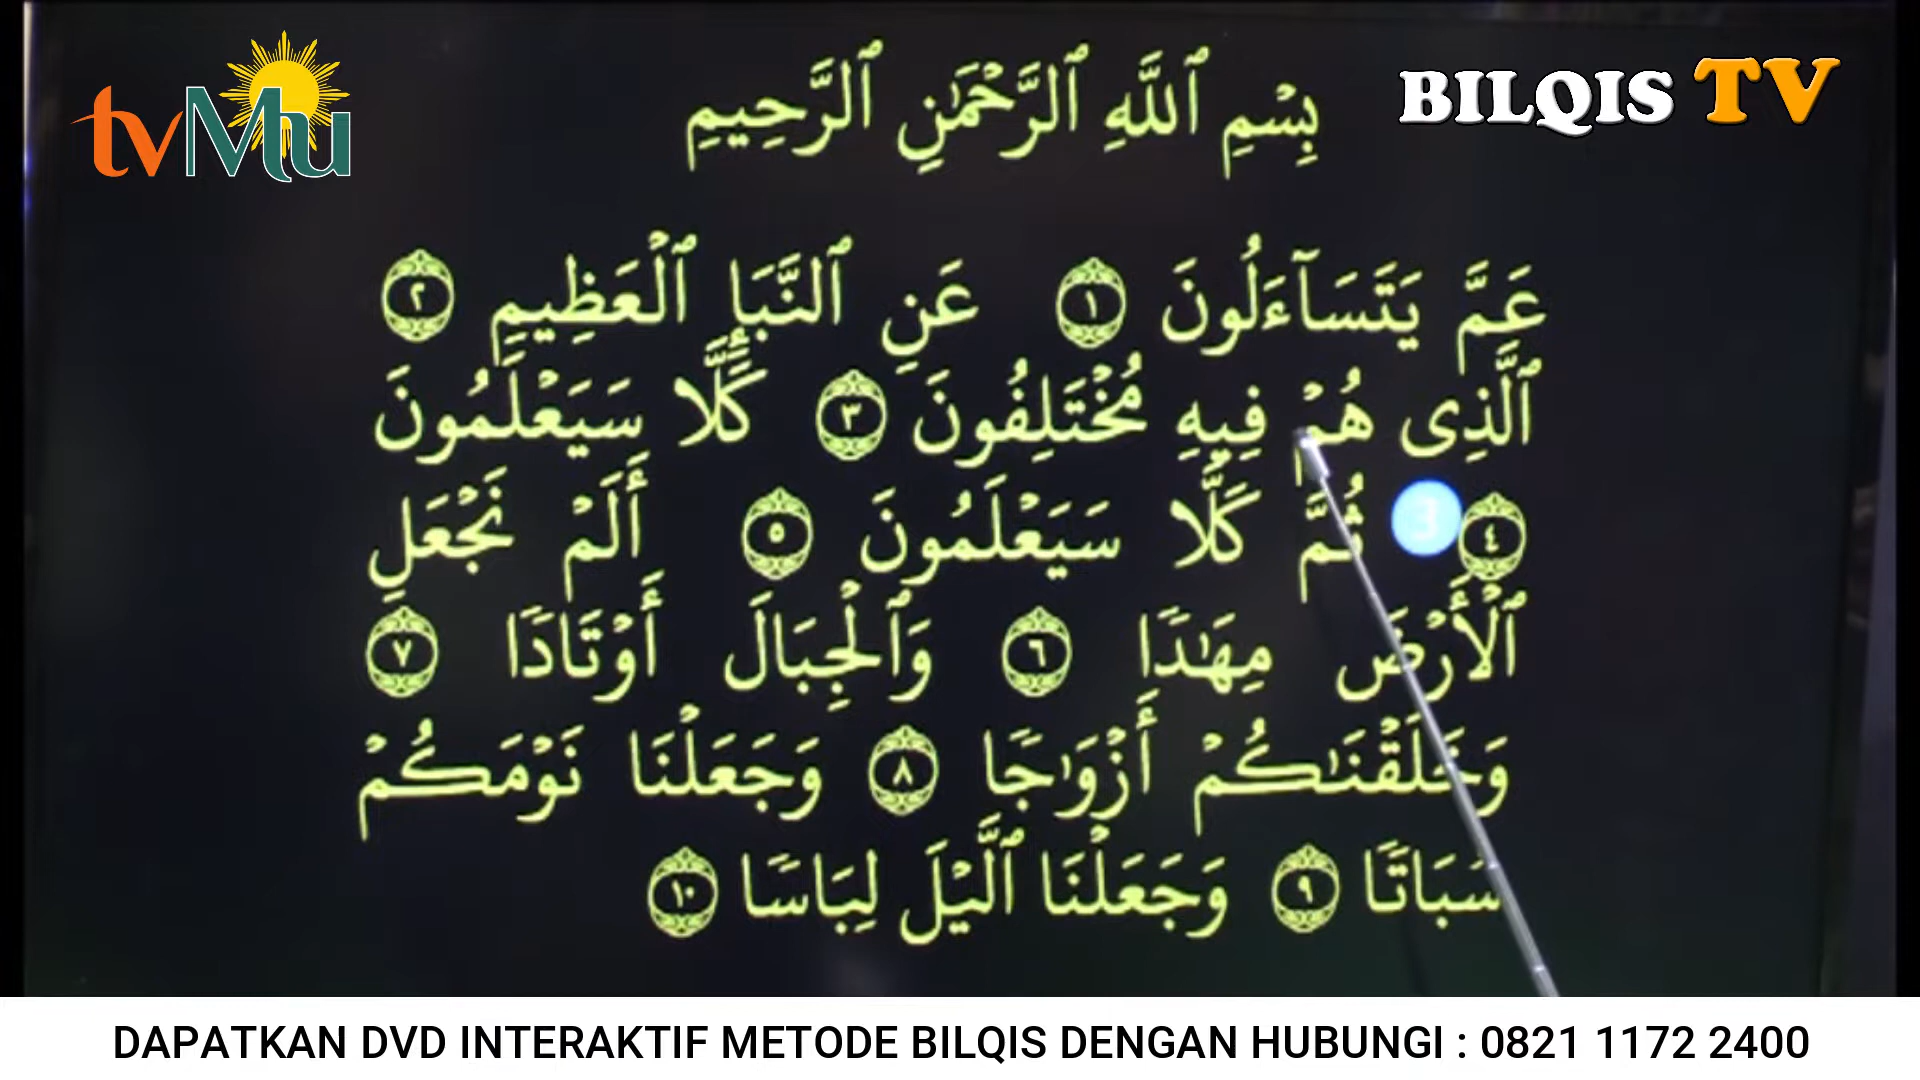 tvMu
BILQIS TV
بِسْمِ ٱللَّهِ ٱلرَّحْمَٰنِ ٱلرَّحِيمِ
عَمَّ يَتَسَآءَلُونَ ١ عَنِ ٱلنَّبَإِ ٱلْعَظِيمِ ٢
ٱلَّذِى هُمْ فِيهِ مُخْتَلِفُونَ ٣ كَلَّا سَيَعْلَمُونَ
٤ 3 ثُمَّ كَلَّا سَيَعْلَمُونَ ٥ أَلَمْ نَجْعَلِ
ٱلْأَرْضَ مِهَٰدًا ٦ وَٱلْجِبَالَ أَوْتَادًا ٧
وَخَلَقْنَٰكُمْ أَزْوَٰجًا ٨ وَجَعَلْنَا نَوْمَكُمْ
سُبَاتًا ٩ وَجَعَلْنَا ٱلَّيْلَ لِبَاسًا ١٠
DAPATKAN DVD INTERAKTIF METODE BILQIS DENGAN HUBUNGI : 0821 1172 2400